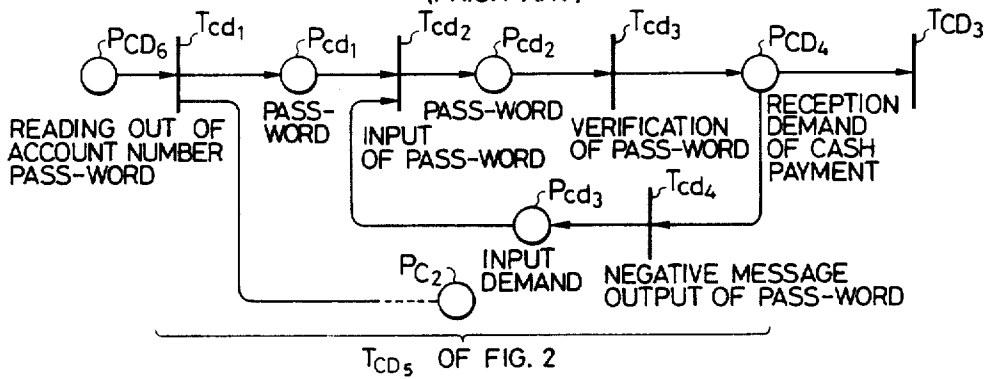 (PRIOR ART)
PCD6
Tcd1
Pcd1
Tcd2
Pcd2
Tcd3
PCD4
TCD3
READING OUT OF
ACCOUNT NUMBER
PASS-WORD
PASS-
WORD
INPUT
OF PASS-WORD
PASS-WORD
VERIFICATION
OF PASS-WORD
RECEPTION
DEMAND
OF CASH
PAYMENT
Pcd3
Tcd4
INPUT
DEMAND
NEGATIVE MESSAGE
OUTPUT OF PASS-WORD
PC2
TCD5 OF FIG. 2